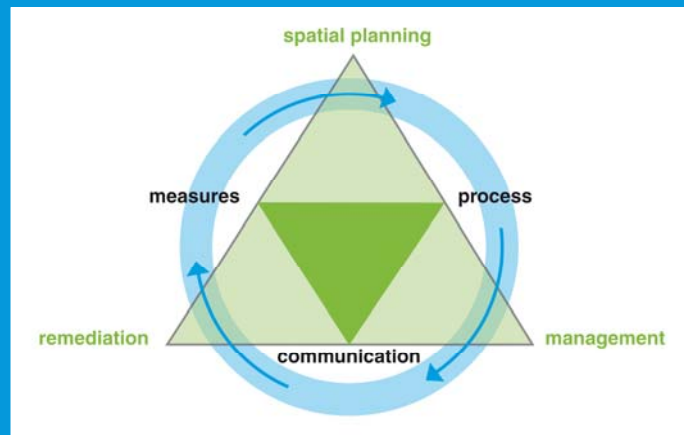 spatial planning
measures
process
remediation
management
communication